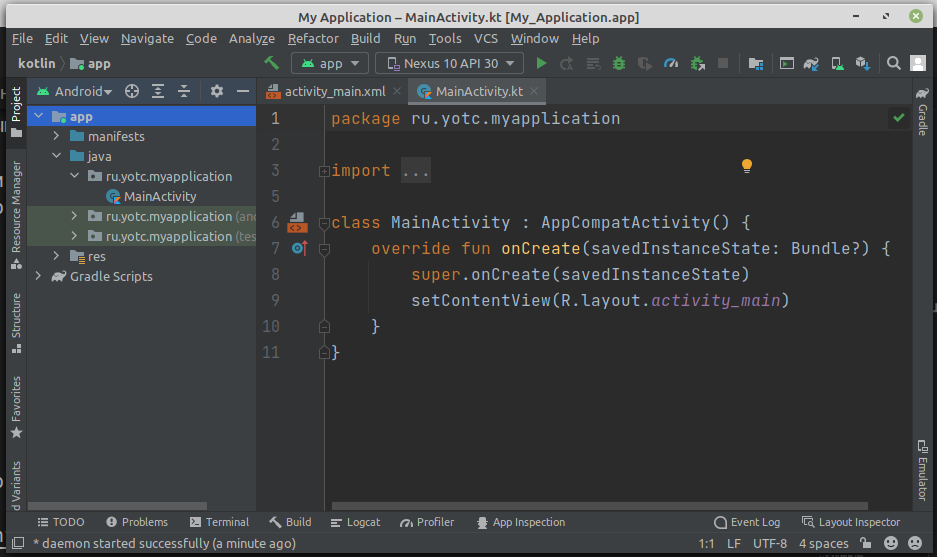 My Application – MainActivity.kt [My_Application.app]
File Edit View Navigate Code Analyze Refactor Build Run Tools VCS Window Help
kotlin app app Nexus 10 API 30
Project
Resource Manager
Structure
Favorites
d Variants
Android
app
manifests
java
ru.yotc.myapplication
MainActivity
ru.yotc.myapplication (and
ru.yotc.myapplication (tes
res
Gradle Scripts
activity_main.xml MainActivity.kt
1 package ru.yotc.myapplication
2
3 import ...
5
6 class MainActivity : AppCompatActivity() {
7 override fun onCreate(savedInstanceState: Bundle?) {
8 super.onCreate(savedInstanceState)
9 setContentView(R.layout.activity_main)
10 }
11 }
Gradle
Emulator
TODO Problems Terminal Build Logcat Profiler App Inspection Event Log Layout Inspector
* daemon started successfully (a minute ago) 1:1 LF UTF-8 4 spaces